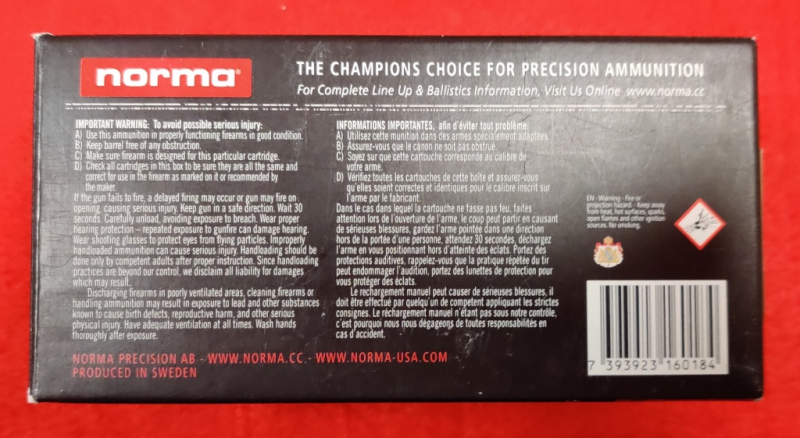 norma
THE CHAMPIONS CHOICE FOR PRECISION AMMUNITION
For Complete Line Up & Ballistics Information, Visit Us Online www.norma.cc
IMPORTANT WARNING: To avoid possible serious injury:
A) Use this ammunition in properly functioning firearms in good condition.
B) Keep barrel free of any obstruction.
C) Make sure firearm is designed for this particular cartridge.
D) Check all cartridges in this box to be sure they are all the same and
correct for use in the firearm as marked on it or recommended by
the maker.
If the gun fails to fire, a delayed firing may occur or gun may fire on
opening, causing serious injury. Keep gun in a safe direction. Wait 30
seconds. Carefully unload, avoiding exposure to breach. Wear proper
hearing protection – repeated exposure to gunfire can damage hearing.
Wear shooting glasses to protect eyes from flying particles. Improperly
handloaded ammunition can cause serious injury. Handloading should be
done only by competent adults after proper instruction. Since handloading
practices are beyond our control, we disclaim all liability for damages
which may result.
Discharging firearms in poorly ventilated areas, cleaning firearms or
handling ammunition may result in exposure to lead and other substances
known to cause birth defects, reproductive harm, and other serious
physical injury. Have adequate ventilation at all times. Wash hands
thoroughly after exposure.
INFORMATIONS IMPORTANTES, afin d'éviter tout problème:
A) Utilisez cette munition dans des armes spécialement adaptées.
B) Assurez-vous que le canon ne soit pas obstrué.
C) Soyez sur que cette cartouche corresponde au calibre de
votre arme.
D) Vérifiez toutes les cartouches de cette boîte et assurez-vous
qu'elles soient correctes et identiques pour le calibre inscrit sur
l'arme par le fabricant.
Dans le cas dans lequel la cartouche ne fasse pas feu, faites
attention lors de l'ouverture de l'arme, le coup peut partir en causant
de sérieuses blessures, gardez l'arme pointée dans une direction
hors de la portée d'une personne, attendez 30 secondes, déchargez
l'arme en vous positionnant hors d'atteinte des éclats. Portez des
protections auditives, rappelez-vous que la pratique répétée du tir
peut endommager l'audition, portez des lunettes de protection pour
vous protéger des éclats.
Le rechargement manuel peut causer de sérieuses blessures, il
doit être effectué par quelqu'un de competent appliquant les strictes
consignes. Le réchargement manuel n'étant pas sous notre contrôle,
c'est pourquoi nous nous dégageons de toutes responsabilités en
cas d'accident.
EN - Warning - Fire or
projection hazard. - Keep away
from heat, hot surfaces, sparks,
open flames and other ignition
sources. No smoking.
NORMA PRECISION AB - WWW.NORMA.CC - WWW.NORMA-USA.COM
PRODUCED IN SWEDEN
7 393923 160184